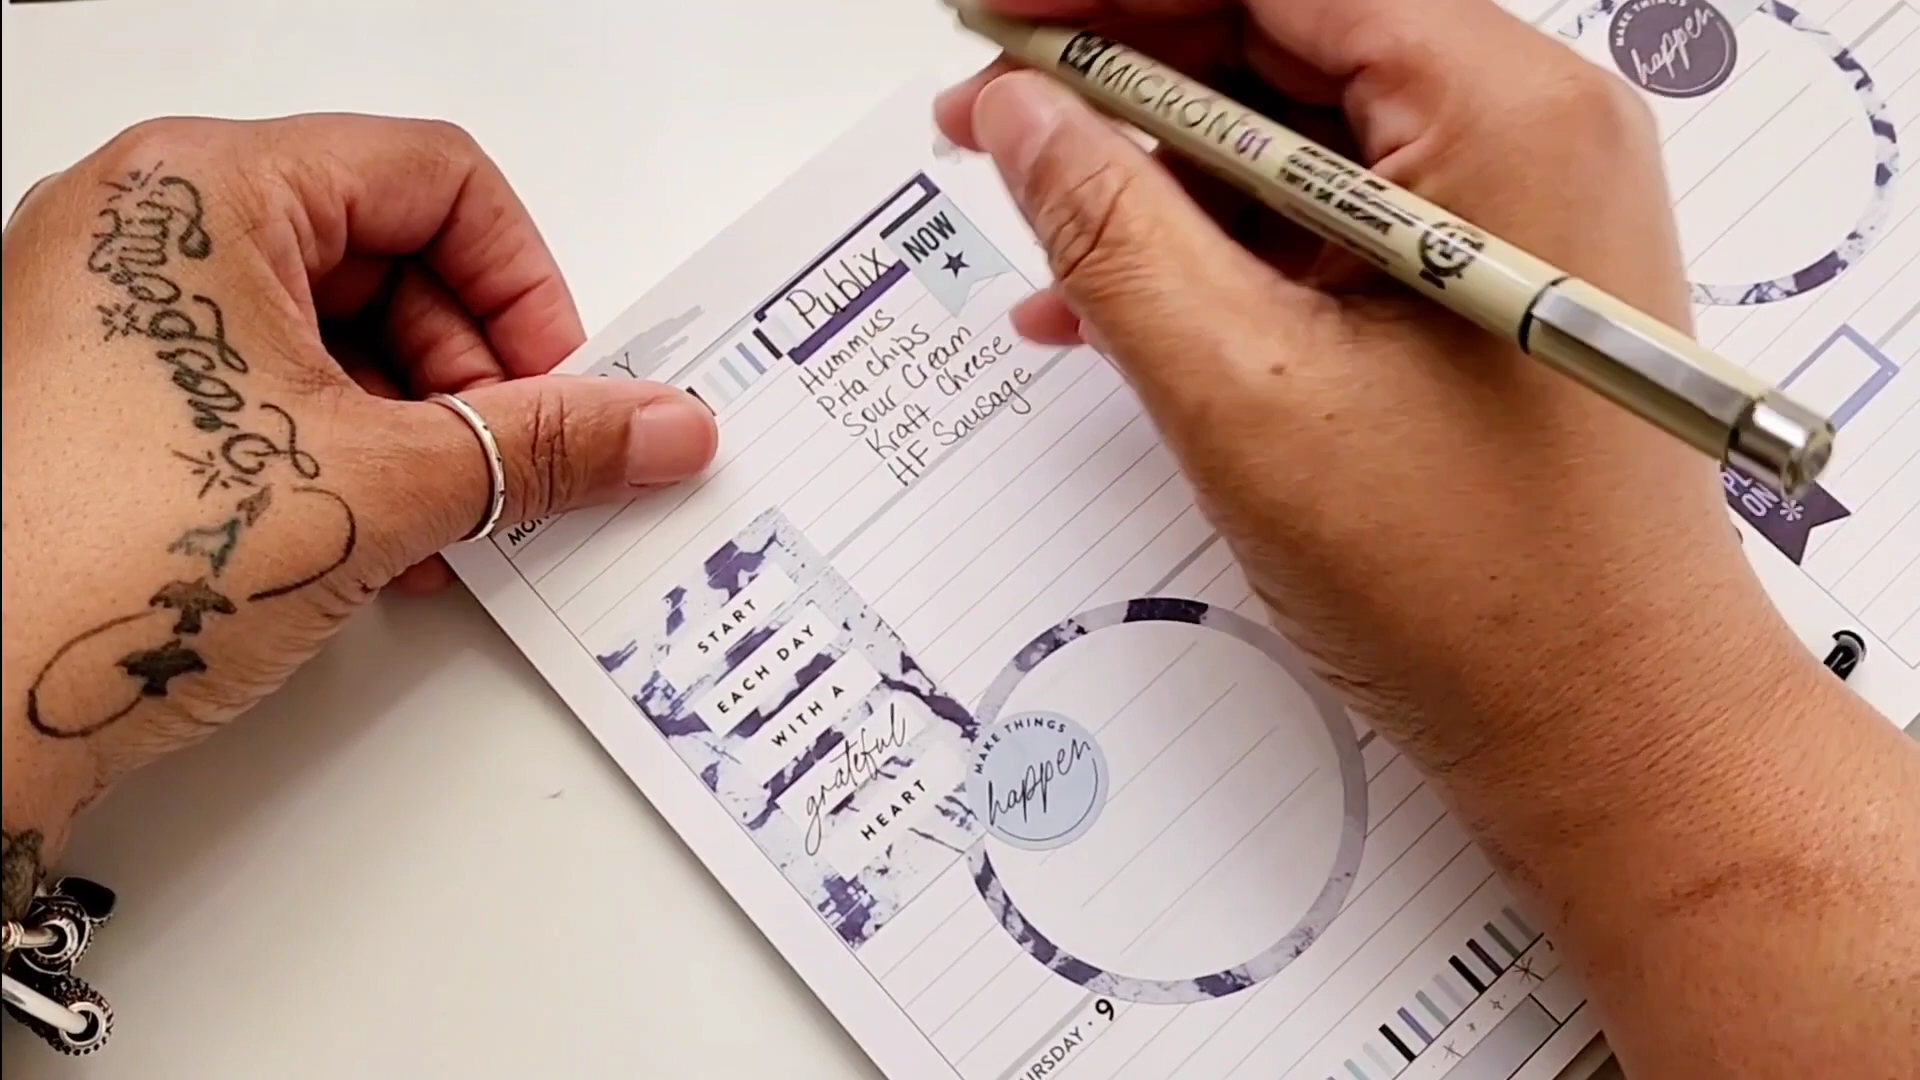 MAKE THINGS
happen
MICRON 01
NOW
Publix
Hummus
Pita chips
Sour Cream
Kraft Cheese
HF Sausage
START
EACH DAY
WITH A
grateful
HEART
MAKE THINGS
happen
ON
· 9